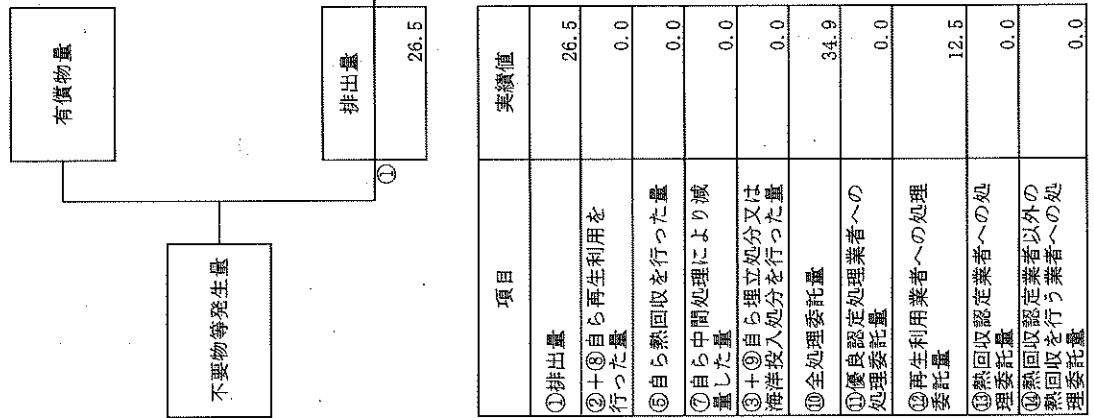 有償物量
不要物等発生量
排出量
①
26.5
項目
実績値
①排出量
26.5
②+⑧自ら再生利用を
行った量
0.0
⑤自ら熱回収を行った量
0.0
⑦自ら中間処理により減
量した量
0.0
③+⑨自ら埋立処分又は
海洋投入処分を行った量
0.0
⑩全処理委託量
34.9
⑪優良認定処理業者への
処理委託量
0.0
⑫再生利用業者への処理
委託量
12.5
⑬熱回収認定業者への処
理委託量
0.0
⑭熱回収認定業者以外の
熱回収を行う業者への処
理委託量
0.0